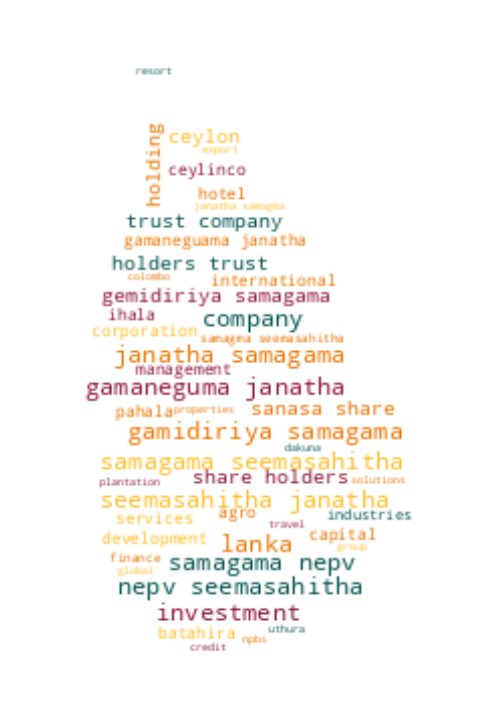 resort
holding
ceylon
export
ceylinco
hotel
janatha samagma
trust company
gamaneguama janatha
holders trust
colombo
international
gemidiriya samagama
ihala
company
corporation
samagma seemasahitha
janatha samagama
management
gamaneguma janatha
pahala
properties
sanasa share
gamidiriya samagama
dakuna
samagama seemasahitha
plantation
share holders
solutions
seemasahitha janatha
services
agro
industries
travel
development
lanka
capital
group
finance
samagama nepv
global
nepv seemasahitha
investment
batahira
uthura
npbs
credit